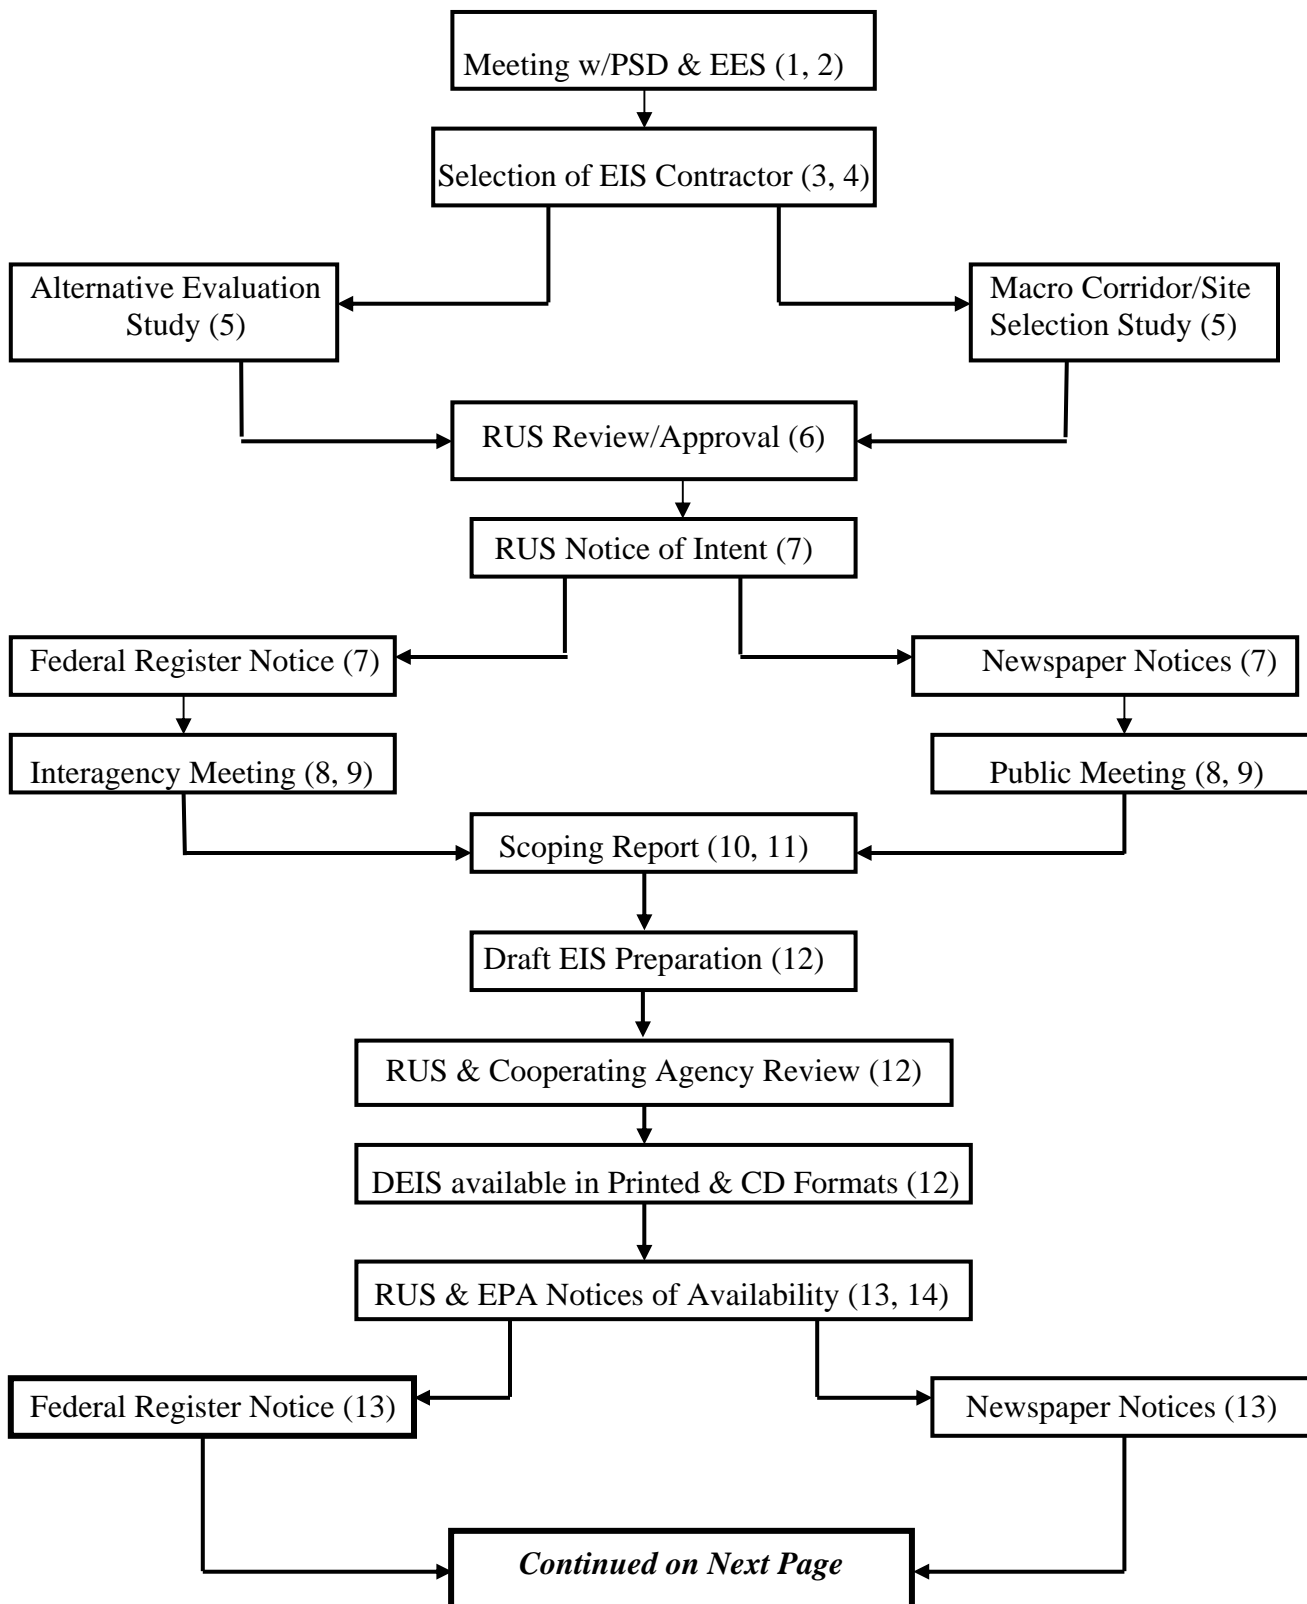 Meeting w/PSD & EES (1, 2)
Selection of EIS Contractor (3, 4)
Alternative Evaluation
Study (5)
Macro Corridor/Site
Selection Study (5)
RUS Review/Approval (6)
RUS Notice of Intent (7)
Federal Register Notice (7)
Newspaper Notices (7)
Interagency Meeting (8, 9)
Public Meeting (8, 9)
Scoping Report (10, 11)
Draft EIS Preparation (12)
RUS & Cooperating Agency Review (12)
DEIS available in Printed & CD Formats (12)
RUS & EPA Notices of Availability (13, 14)
Federal Register Notice (13)
Newspaper Notices (13)
Continued on Next Page